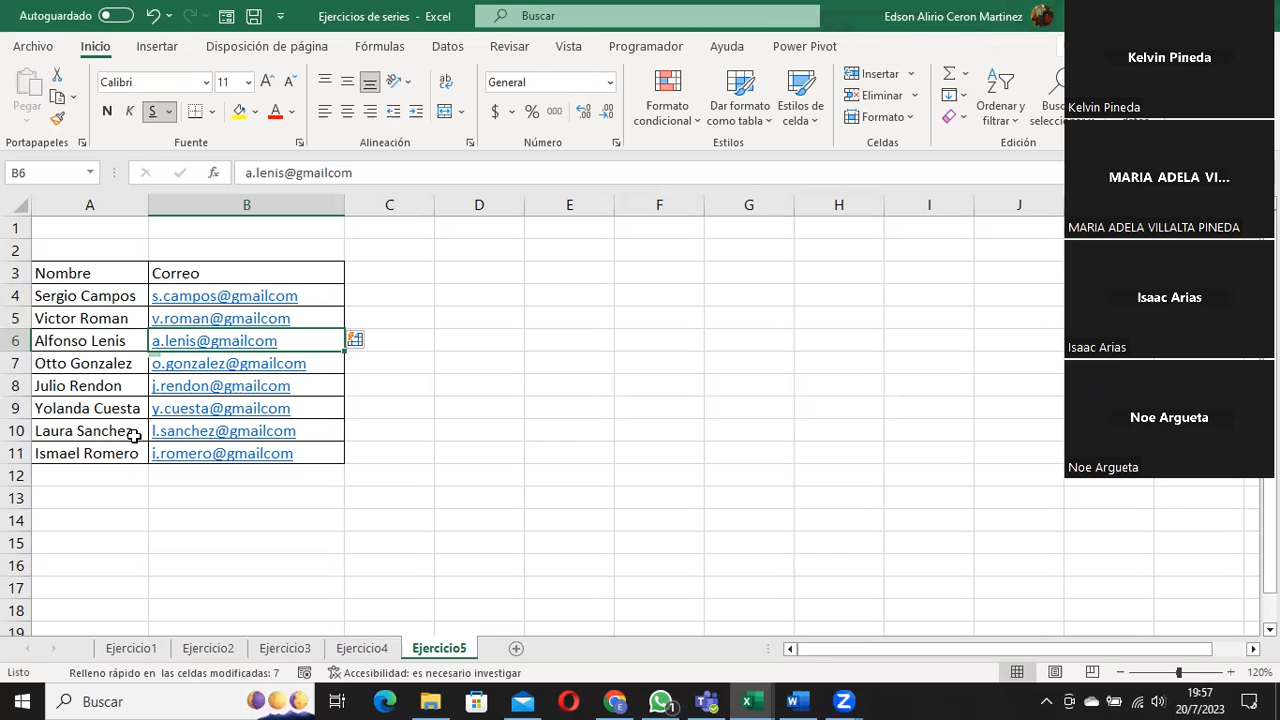 Autoguardado
Ejercicios de series - Excel
Buscar
Edson Alirio Ceron Martinez
Archivo Inicio Insertar Disposición de página Fórmulas Datos Revisar Vista Programador Ayuda Power Pivot
Pegar
Calibri 11
N K S
General
$ % 000
Formato condicional
Dar formato como tabla
Estilos de celda
Insertar
Eliminar
Formato
Ordenar y filtrar
Portapapeles Fuente Alineación Número Estilos Celdas Edición
B6 fx a.lenis@gmailcom
A B C D E F G H I J
1
2
3 Nombre Correo
4 Sergio Campos s.campos@gmailcom
5 Victor Roman v.roman@gmailcom
6 Alfonso Lenis a.lenis@gmailcom
7 Otto Gonzalez o.gonzalez@gmailcom
8 Julio Rendon j.rendon@gmailcom
9 Yolanda Cuesta y.cuesta@gmailcom
10 Laura Sanchez l.sanchez@gmailcom
11 Ismael Romero i.romero@gmailcom
12
13
14
15
16
17
18
19
Ejercicio1 Ejercicio2 Ejercicio3 Ejercicio4 Ejercicio5
Listo Relleno rápido en las celdas modificadas: 7 Accesibilidad: es necesario investigar 120%
Buscar
19:57
20/7/2023
Kelvin Pineda
Kelvin Pineda
MARIA ADELA VI...
MARIA ADELA VILLALTA PINEDA
Isaac Arias
Isaac Arias
Noe Argueta
Noe Argueta